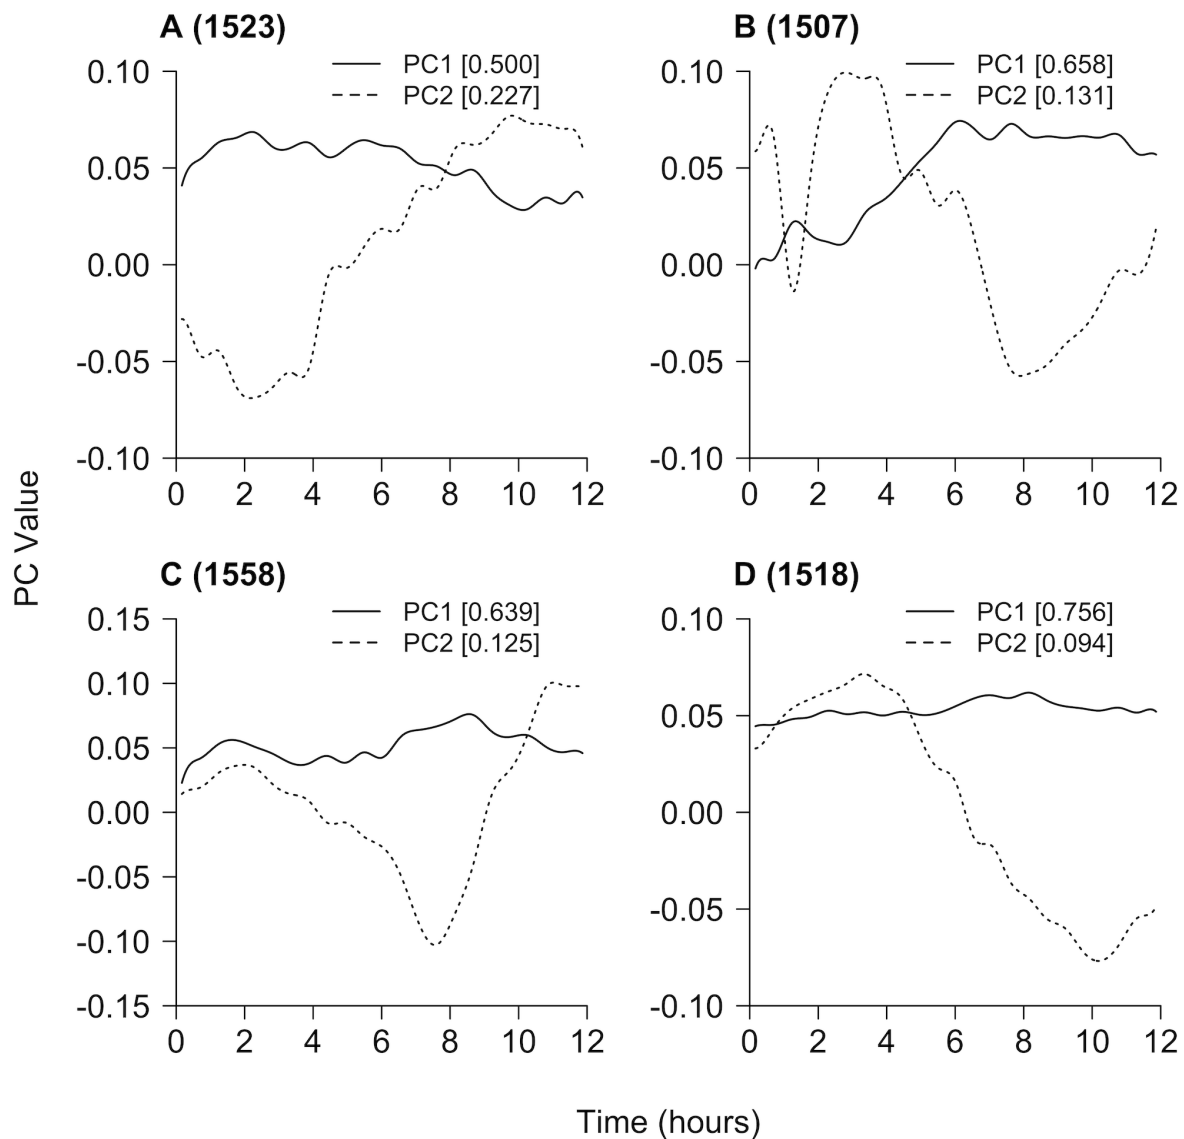 A (1523)
PC1 [0.500]
PC2 [0.227]
0.10
0.05
0.00
-0.05
-0.10
0 2 4 6 8 10 12
B (1507)
PC1 [0.658]
PC2 [0.131]
0.10
0.05
0.00
-0.05
-0.10
0 2 4 6 8 10 12
PC Value
C (1558)
PC1 [0.639]
PC2 [0.125]
0.15
0.10
0.05
0.00
-0.05
-0.10
-0.15
0 2 4 6 8 10 12
D (1518)
PC1 [0.756]
PC2 [0.094]
0.10
0.05
0.00
-0.05
-0.10
0 2 4 6 8 10 12
Time (hours)